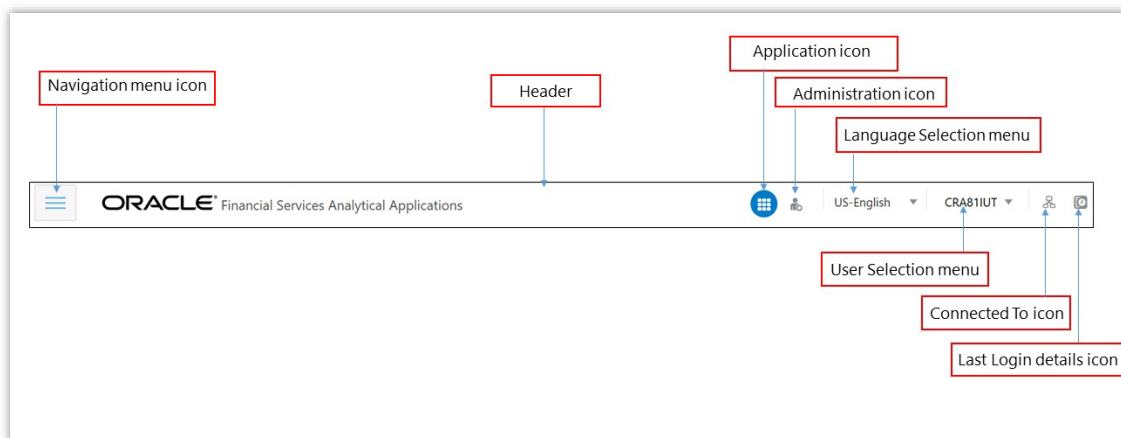 Application icon
Navigation menu icon
Header
Administration icon
Language Selection menu
ORACLE® Financial Services Analytical Applications
US-English
CRA81IUT
User Selection menu
Connected To icon
Last Login details icon